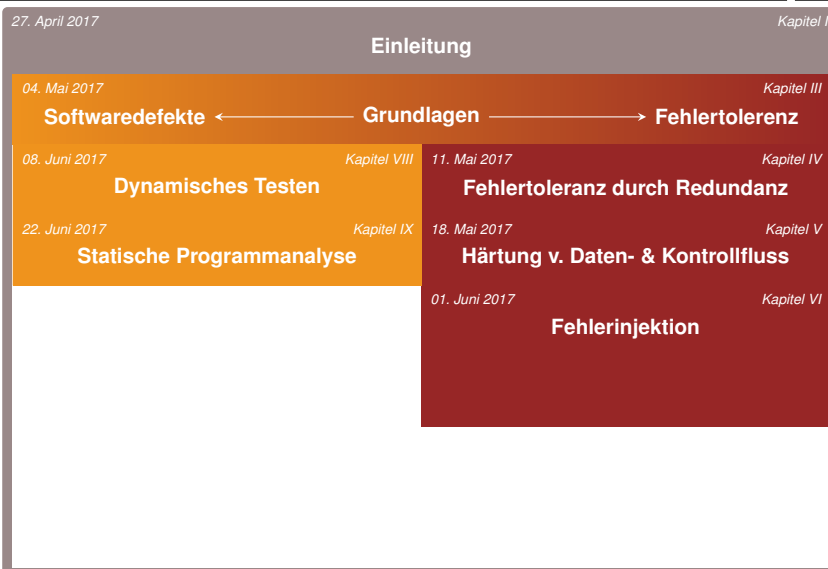 27. April 2017 Kapitel I
Einleitung
04. Mai 2017 Kapitel III
Softwaredefekte Grundlagen Fehlertolerenz
08. Juni 2017 Kapitel VIII
Dynamisches Testen
22. Juni 2017 Kapitel IX
Statische Programmanalyse
11. Mai 2017 Kapitel IV
Fehlertoleranz durch Redundanz
18. Mai 2017 Kapitel V
Härtung v. Daten- & Kontrollfluss
01. Juni 2017 Kapitel VI
Fehlerinjektion